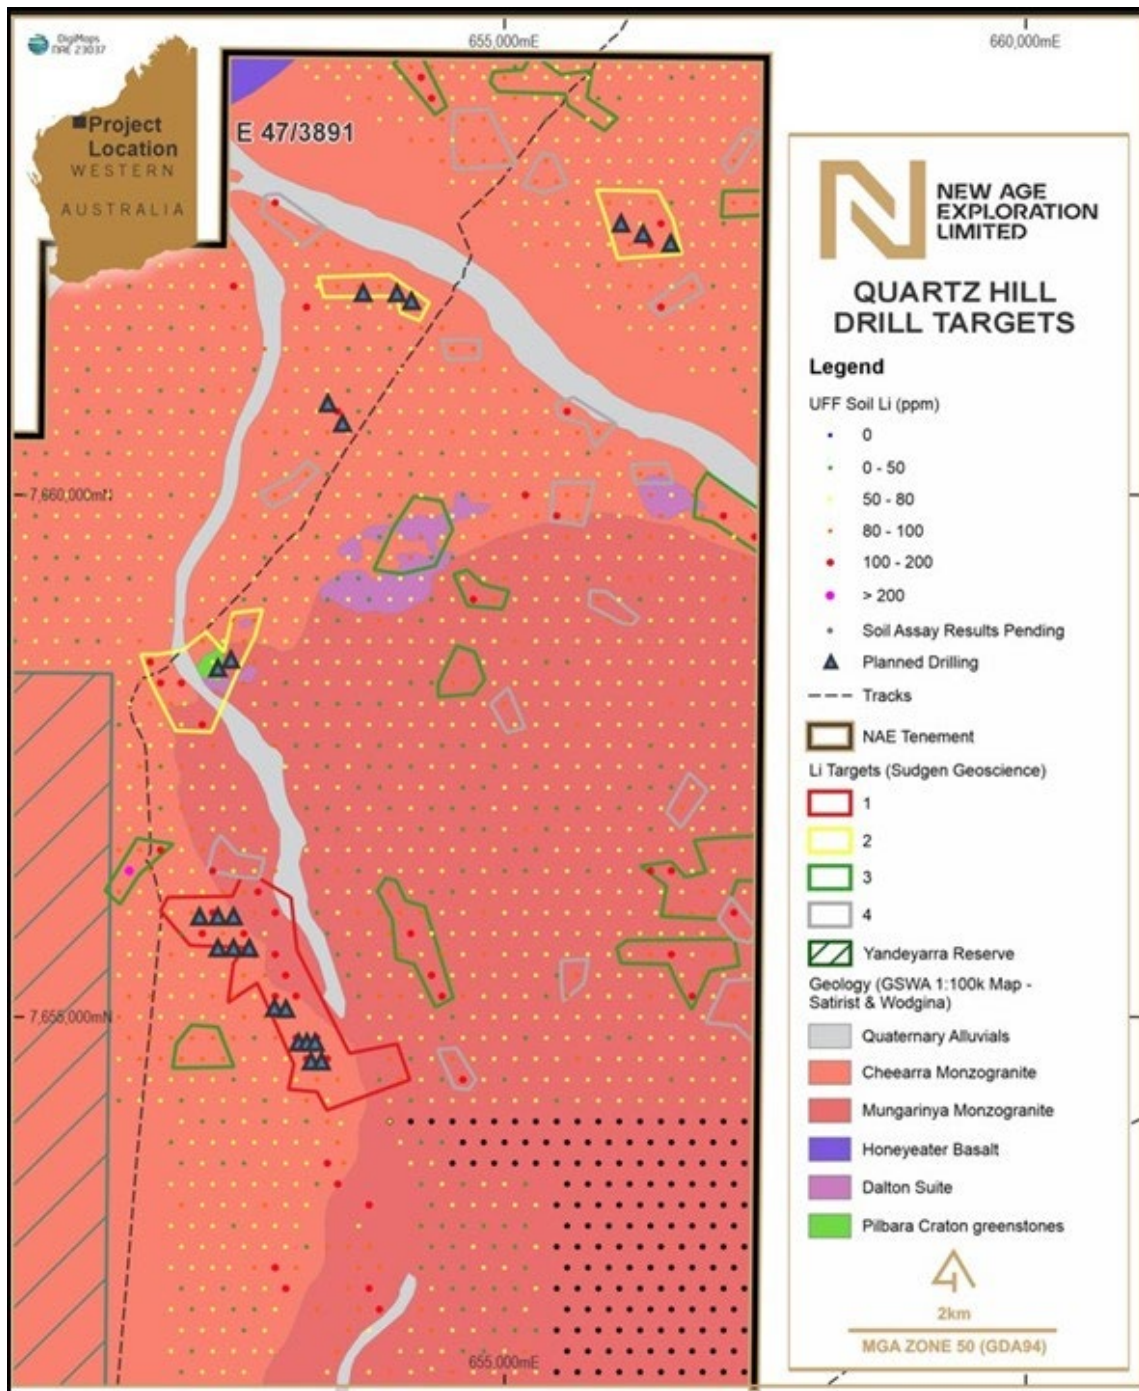 DigiMaps
NAE 23037
655,000mE
660,000mE
Project
Location
WESTERN
AUSTRALIA
E 47/3891
7,660,000mN
7,655,000mN
655,000mE
NEW AGE
EXPLORATION
LIMITED
QUARTZ HILL
DRILL TARGETS
Legend
UFF Soil Li (ppm)
0
0 - 50
50 - 80
80 - 100
100 - 200
> 200
Soil Assay Results Pending
Planned Drilling
Tracks
NAE Tenement
Li Targets (Sudgen Geoscience)
1
2
3
4
Yandeyarra Reserve
Geology (GSWA 1:100k Map -
Satirist & Wodgina)
Quaternary Alluvials
Cheearra Monzogranite
Mungarinya Monzogranite
Honeyeater Basalt
Dalton Suite
Pilbara Craton greenstones
2km
MGA ZONE 50 (GDA94)